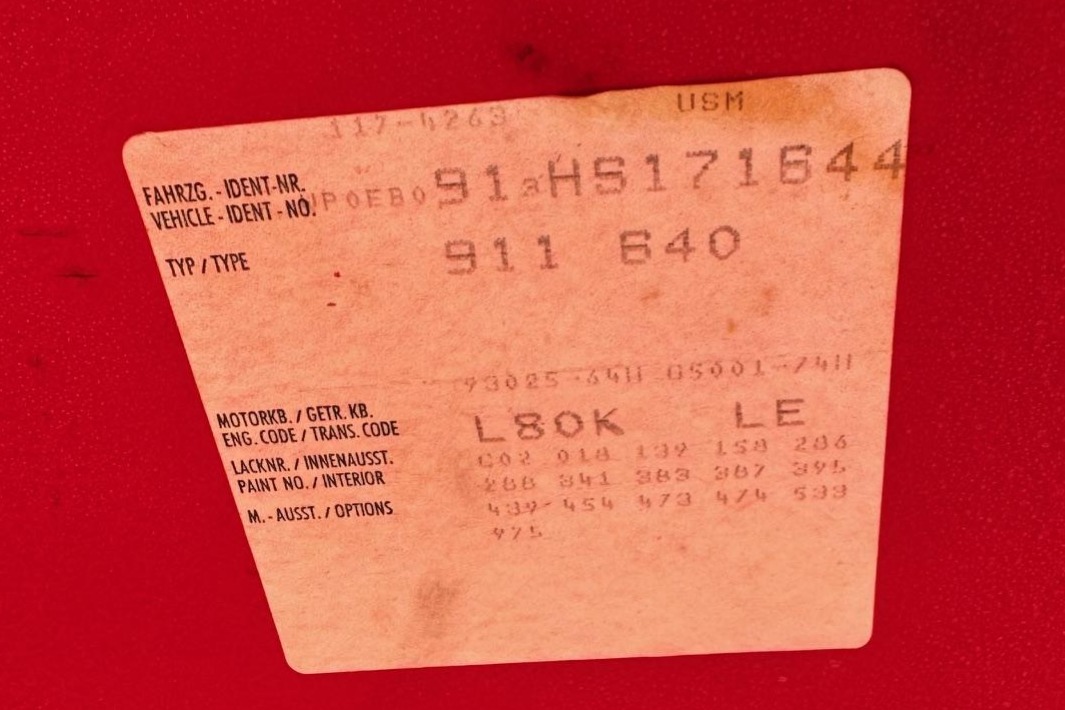 117-4263 USM
FAHRZG. - IDENT-NR.
VEHICLE - IDENT - NO. WP0EB0 91 HS171644
TYP / TYPE 911 640
MOTORKB. / GETR. KB.
ENG. CODE / TRANS. CODE L80K LE
LACKNR. / INNENAUSST. C02 018 139 158 286
PAINT NO. / INTERIOR 288 341 383 387 395
M. - AUSST. / OPTIONS 439 454 473 474 533
975